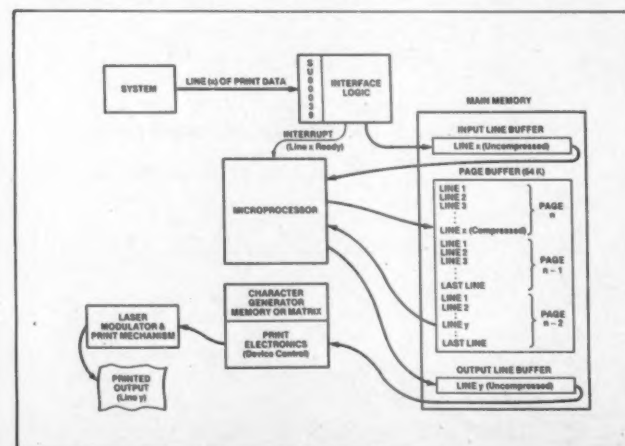 SYSTEM
LINE (x) OF PRINT DATA
INTERFACE
LOGIC
INTERRUPT
(Line x Ready)
MAIN MEMORY
INPUT LINE BUFFER
LINE x (Uncompressed)
MICROPROCESSOR
PAGE BUFFER (64 K)
LINE 1
LINE 2
LINE 3
LINE x (Compressed)
PAGE
n
LINE 1
LINE 2
LINE 3
LAST LINE
PAGE
n – 1
LINE 1
LINE 2
LINE y
LAST LINE
PAGE
n – 2
CHARACTER
GENERATOR
MEMORY OR MATRIX
PRINT
ELECTRONICS
(Device Control)
LASER
MODULATOR &
PRINT MECHANISM
PRINTED
OUTPUT
(Line y)
OUTPUT LINE BUFFER
LINE y (Uncompressed)